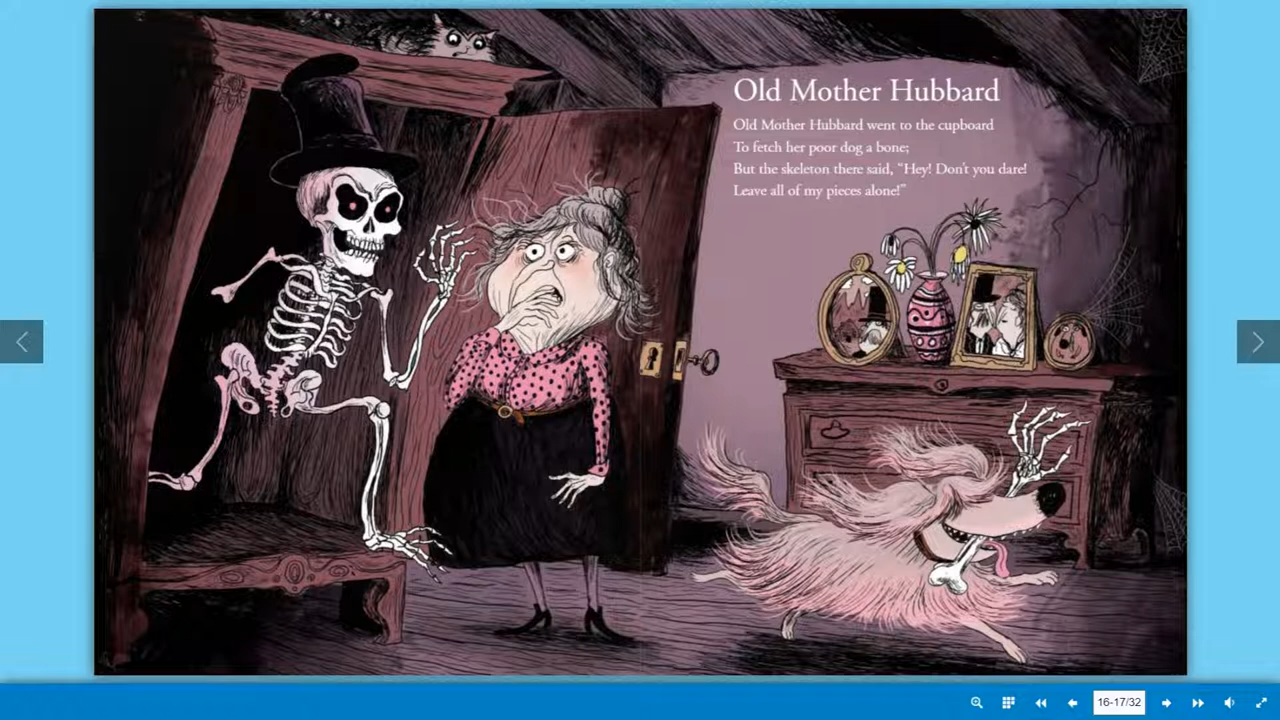 Old Mother Hubbard
Old Mother Hubbard went to the cupboard
To fetch her poor dog a bone;
But the skeleton there said, “Hey! Don’t you dare!
Leave all of my pieces alone!”
16-17/32